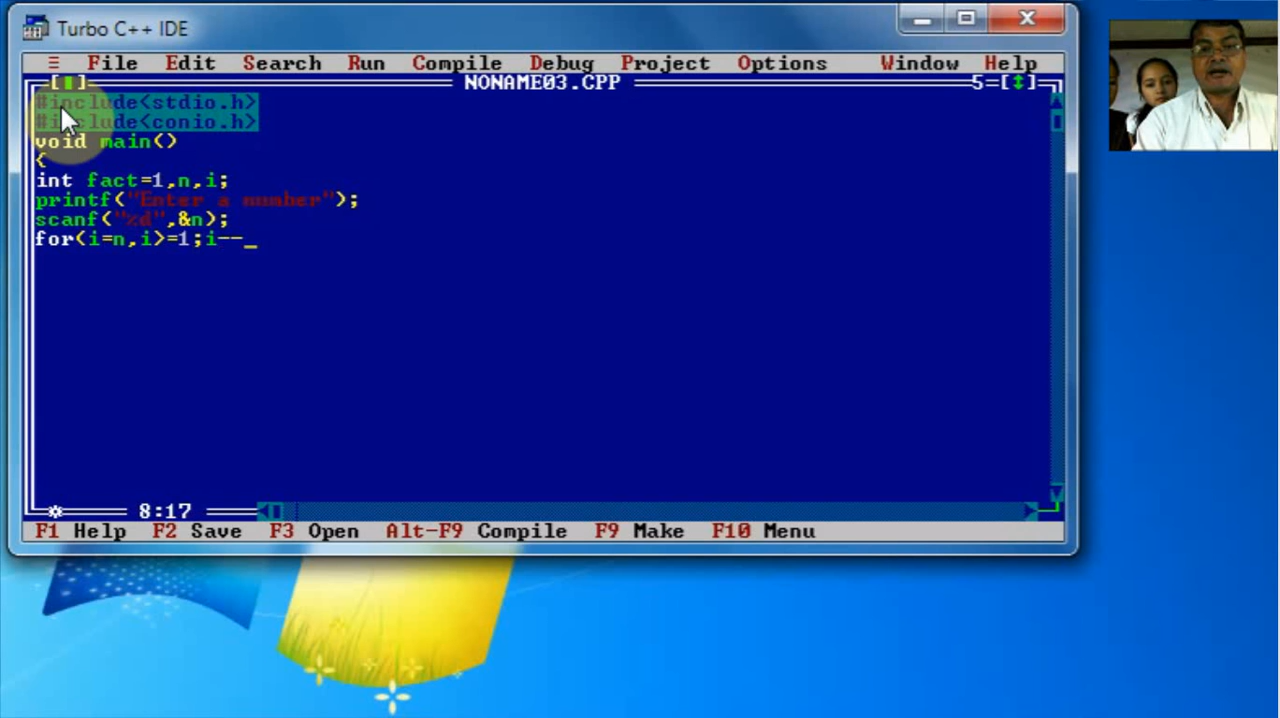 Turbo C++ IDE
≡ File Edit Search Run Compile Debug Project Options Window Help
[■] NONAME03.CPP 5=[↕]
#include<stdio.h>
#include<conio.h>
void main()
{
int fact=1,n,i;
printf("Enter a number");
scanf("%d",&n);
for(i=n,i>=1;i--_
8:17
F1 Help F2 Save F3 Open Alt-F9 Compile F9 Make F10 Menu